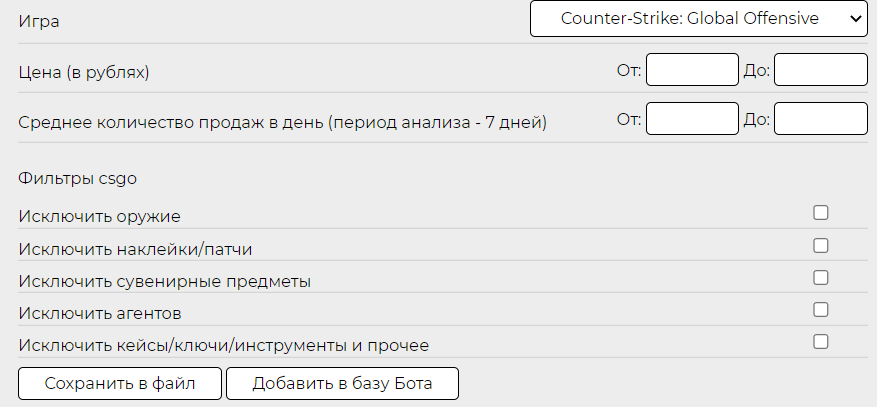 Игра Counter-Strike: Global Offensive
Цена (в рублях) От: До:
Среднее количество продаж в день (период анализа - 7 дней) От: До:
Фильтры csgo
Исключить оружие
Исключить наклейки/патчи
Исключить сувенирные предметы
Исключить агентов
Исключить кейсы/ключи/инструменты и прочее
Сохранить в файл Добавить в базу Бота